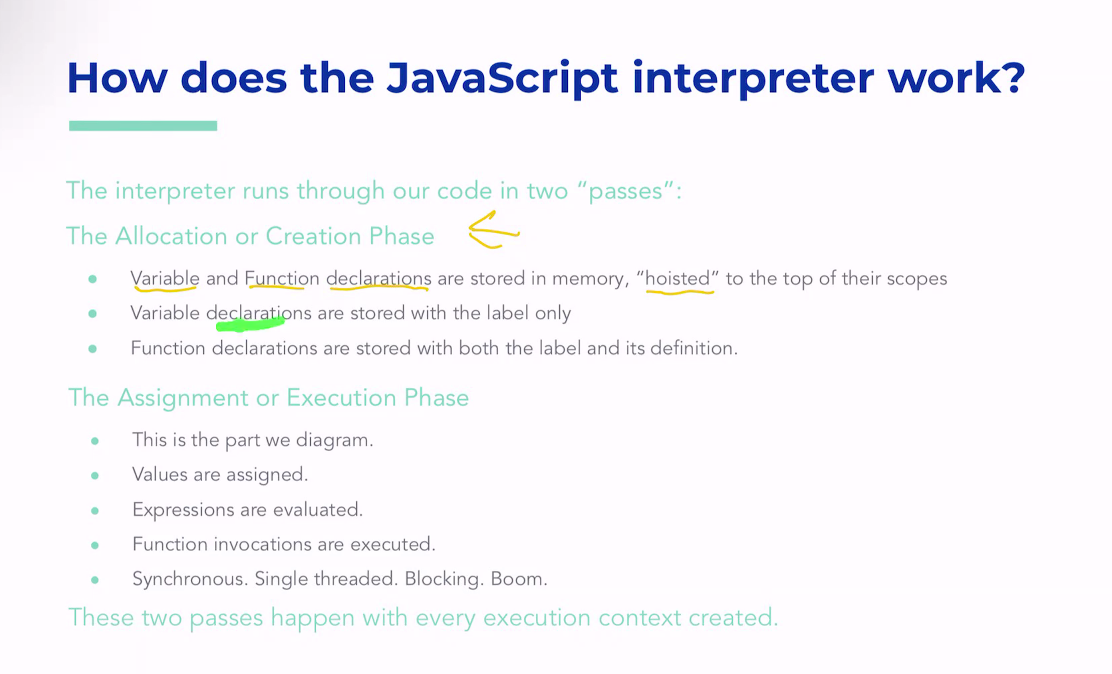 How does the JavaScript interpreter work?
The interpreter runs through our code in two “passes”:
The Allocation or Creation Phase
● Variable and Function declarations are stored in memory, “hoisted” to the top of their scopes
● Variable declarations are stored with the label only
● Function declarations are stored with both the label and its definition.
The Assignment or Execution Phase
● This is the part we diagram.
● Values are assigned.
● Expressions are evaluated.
● Function invocations are executed.
● Synchronous. Single threaded. Blocking. Boom.
These two passes happen with every execution context created.